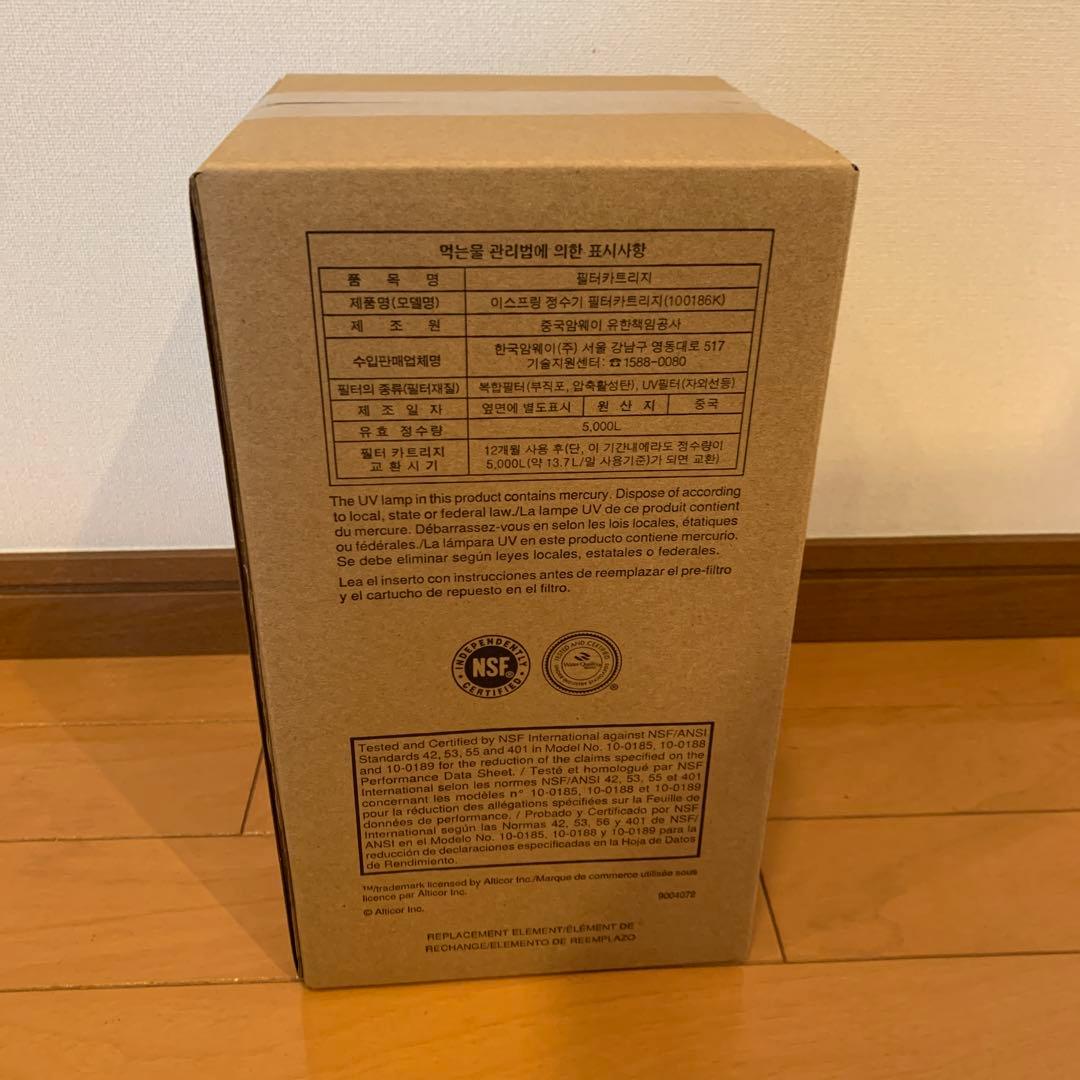 먹는물 관리법에 의한 표시사항
품 목 명 필터카트리지
제품명(모델명) 이스프링 정수기 필터카트리지(100186K)
제 조 원 중국암웨이 유한책임공사
수입판매업체명 한국암웨이(주) 서울 강남구 영동대로 517
기술지원센터: ☎1588-0080
필터의 종류(필터재질) 복합필터(부직포, 압축활성탄), UV필터(자외선등)
제 조 일 자 옆면에 별도표시 원 산 지 중국
유효 정수량 5,000L
필터 카트리지 12개월 사용 후(단, 이 기간내에라도 정수량이
교 환 시 기 5,000L(약 13.7L/일 사용기준)가 되면 교환)
The UV lamp in this product contains mercury. Dispose of according
to local, state or federal law./La lampe UV de ce produit contient
du mercure. Débarrassez-vous en selon les lois locales, étatiques
ou fédérales./La lámpara UV en este producto contiene mercurio.
Se debe eliminar según leyes locales, estatales o federales.
Lea el inserto con instrucciones antes de reemplazar el pre-filtro
y el cartucho de repuesto en el filtro.
INDEPENDENTLY
NSF®
CERTIFIED
TESTED AND CERTIFIED
Water Quality
UNDER INDUSTRY STANDARDS
®
Tested and Certified by NSF International against NSF/ANSI
Standards 42, 53, 55 and 401 in Model No. 10-0185, 10-0188
and 10-0189 for the reduction of the claims specified on the
Performance Data Sheet. / Testé et homologué par NSF
International selon les normes NSF/ANSI 42, 53, 55 et 401
concernant les modèles n° 10-0185, 10-0188 et 10-0189
pour la réduction des allégations spécifiées sur la Feuille de
données de performance. / Probado y Certificado por NSF
International según las Normas 42, 53, 56 y 401 de NSF/
ANSI en el Modelo No. 10-0185, 10-0188 y 10-0189 para la
reducción de declaraciones especificadas en la Hoja de Datos
de Rendimiento.
™/trademark licensed by Alticor Inc./Marque de commerce utilisée sous
licence par Alticor Inc.
9004072
© Alticor Inc.
REPLACEMENT ELEMENT/ÉLÉMENT DE
RECHANGE/ELEMENTO DE REEMPLAZO